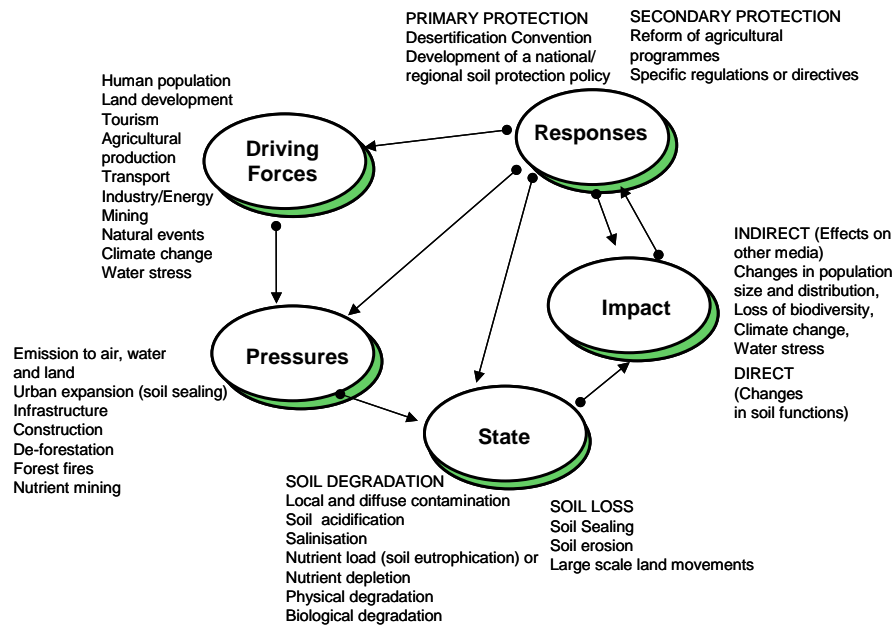 PRIMARY PROTECTION
Desertification Convention
Development of a national/
regional soil protection policy
SECONDARY PROTECTION
Reform of agricultural
programmes
Specific regulations or directives
Human population
Land development
Tourism
Agricultural
production
Transport
Industry/Energy
Mining
Natural events
Climate change
Water stress
Driving
Forces
Responses
INDIRECT (Effects on
other media)
Changes in population
size and distribution,
Loss of biodiversity,
Climate change,
Water stress
DIRECT
(Changes
in soil functions)
Impact
Pressures
Emission to air, water
and land
Urban expansion (soil sealing)
Infrastructure
Construction
De-forestation
Forest fires
Nutrient mining
State
SOIL DEGRADATION
Local and diffuse contamination
Soil acidification
Salinisation
Nutrient load (soil eutrophication) or
Nutrient depletion
Physical degradation
Biological degradation
SOIL LOSS
Soil Sealing
Soil erosion
Large scale land movements